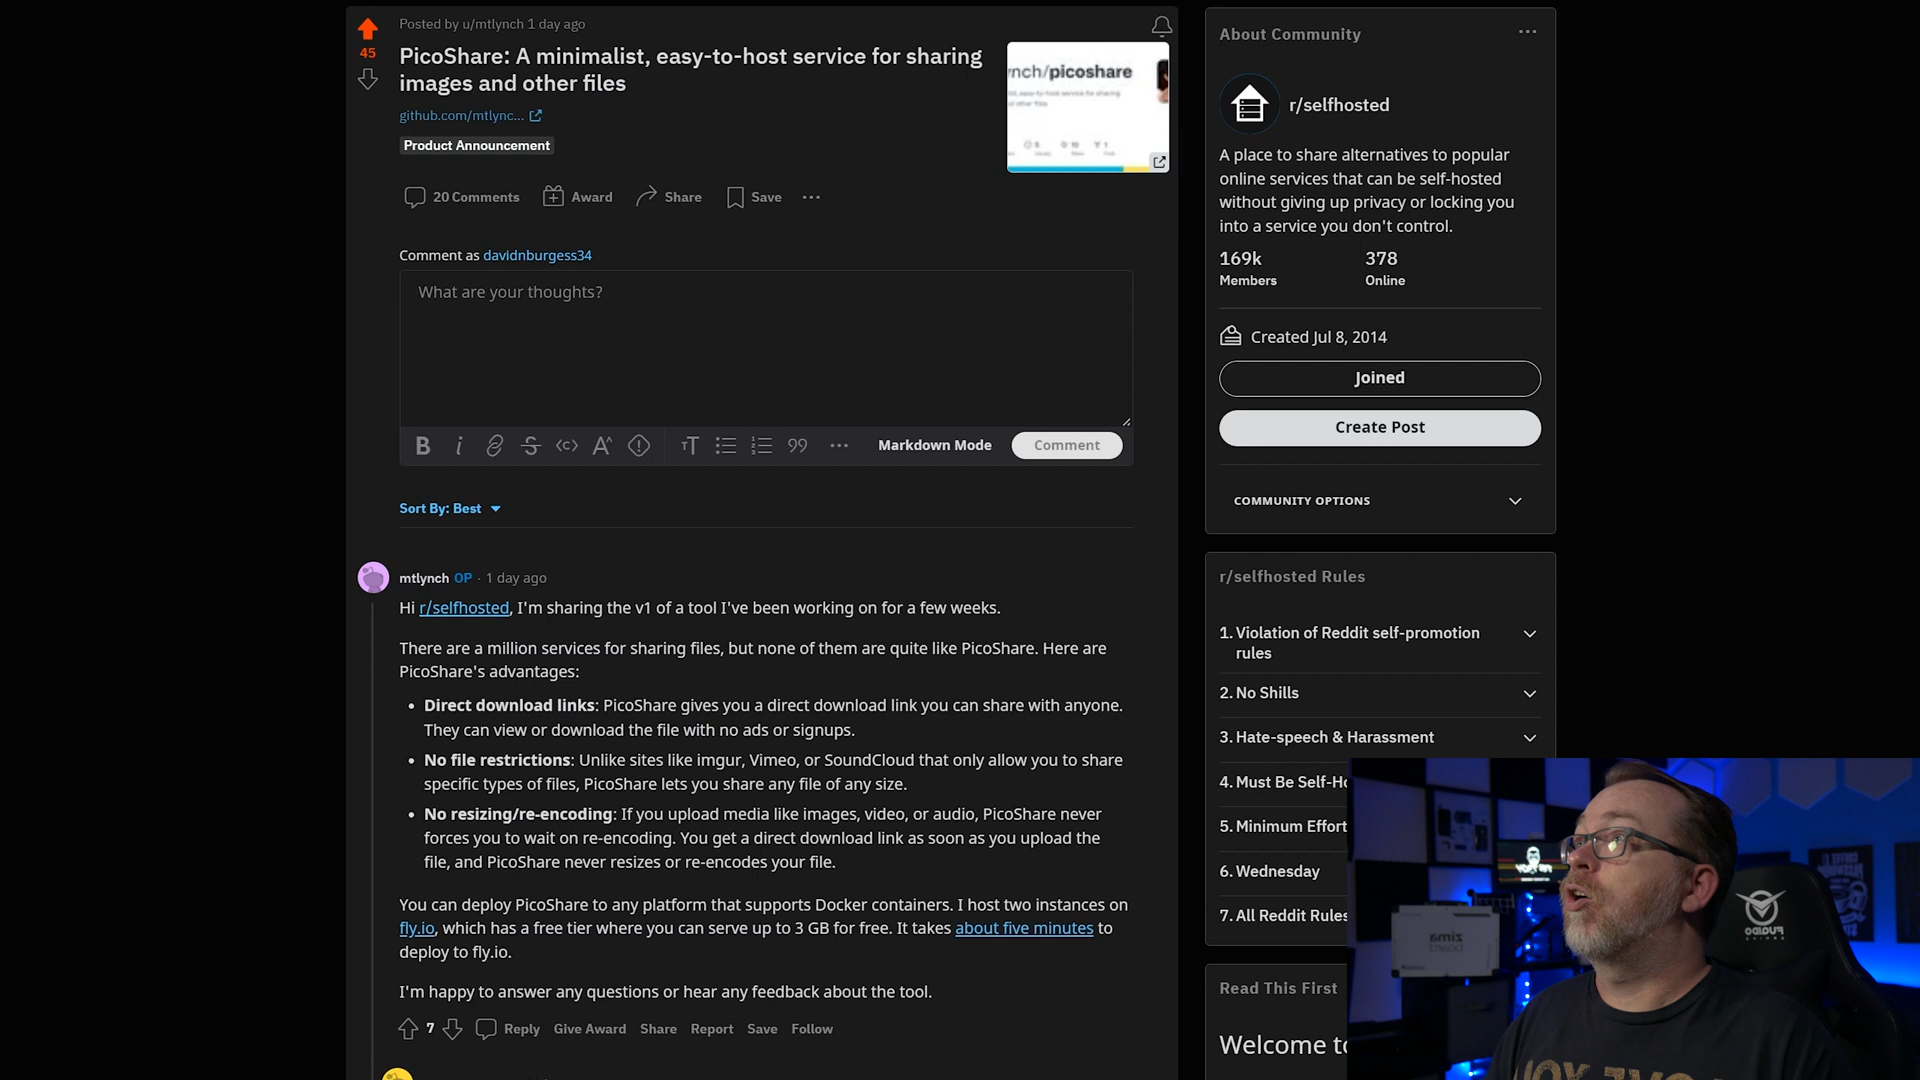 Posted by u/mtlynch 1 day ago
45
PicoShare: A minimalist, easy-to-host service for sharing
images and other files
github.com/mtlync...
Product Announcement
nch/picoshare
20 Comments
Award
Share
Save
Comment as davidnburgess34
What are your thoughts?
Markdown Mode
Comment
Sort By: Best
mtlynch OP · 1 day ago
Hi r/selfhosted, I'm sharing the v1 of a tool I've been working on for a few weeks.
There are a million services for sharing files, but none of them are quite like PicoShare. Here are
PicoShare's advantages:
• Direct download links: PicoShare gives you a direct download link you can share with anyone.
They can view or download the file with no ads or signups.
• No file restrictions: Unlike sites like imgur, Vimeo, or SoundCloud that only allow you to share
specific types of files, PicoShare lets you share any file of any size.
• No resizing/re-encoding: If you upload media like images, video, or audio, PicoShare never
forces you to wait on re-encoding. You get a direct download link as soon as you upload the
file, and PicoShare never resizes or re-encodes your file.
You can deploy PicoShare to any platform that supports Docker containers. I host two instances on
fly.io, which has a free tier where you can serve up to 3 GB for free. It takes about five minutes to
deploy to fly.io.
I'm happy to answer any questions or hear any feedback about the tool.
7
Reply
Give Award
Share
Report
Save
Follow
About Community
r/selfhosted
A place to share alternatives to popular
online services that can be self-hosted
without giving up privacy or locking you
into a service you don't control.
169k
378
Members
Online
Created Jul 8, 2014
Joined
Create Post
COMMUNITY OPTIONS
r/selfhosted Rules
1. Violation of Reddit self-promotion
rules
2. No Shills
3. Hate-speech & Harassment
4. Must Be Self-Ho
5. Minimum Effort
6. Wednesday
7. All Reddit Rules
Read This First
Welcome to
zima
board